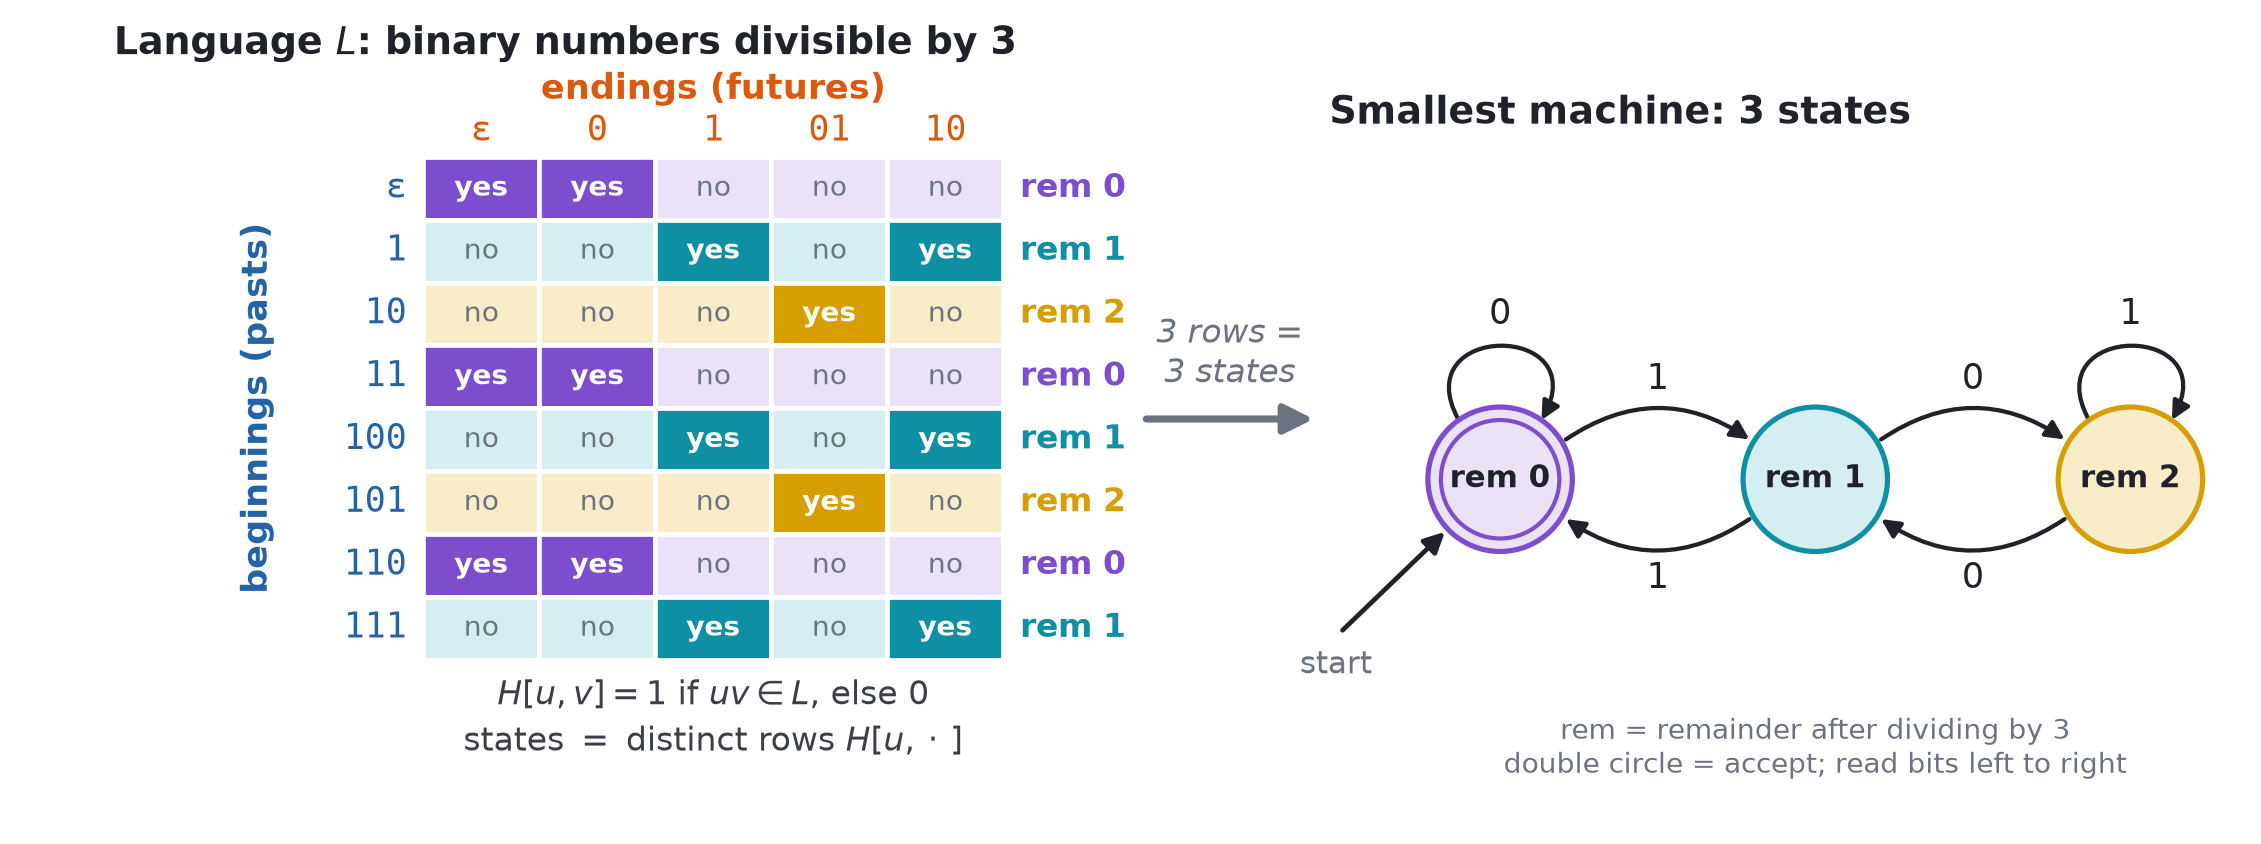 Language L: binary numbers divisible by 3
endings (futures)
ε 0 1 01 10
beginnings (pasts)
ε yes yes no no no rem 0
1 no no yes no yes rem 1
10 no no no yes no rem 2
11 yes yes no no no rem 0
100 no no yes no yes rem 1
101 no no no yes no rem 2
110 yes yes no no no rem 0
111 no no yes no yes rem 1
H[u, v] = 1 if uv ∈ L, else 0
states = distinct rows H[u, · ]
3 rows =
3 states
Smallest machine: 3 states
0 1
1 0
rem 0 rem 1 rem 2
1 0
start
rem = remainder after dividing by 3
double circle = accept; read bits left to right